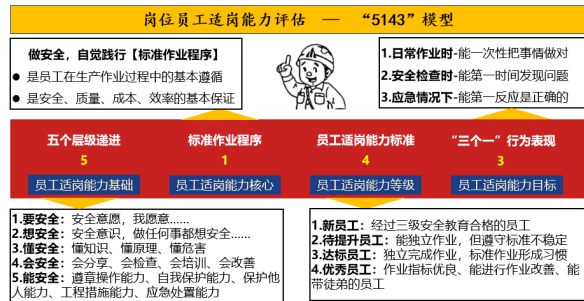 岗位员工适岗能力评估 — “5143”模型
做安全，自觉践行【标准作业程序】
● 是员工在生产作业过程中的基本遵循
● 是安全、质量、成本、效率的基本保证
1.日常作业时-能一次性把事情做对
2.安全检查时-能第一时间发现问题
3.应急情况下-能第一反应是正确的
五个层级递进
5
员工适岗能力基础
标准作业程序
1
员工适岗能力核心
员工适岗能力标准
4
员工适岗能力等级
“三个一”行为表现
3
员工适岗能力目标
1.要安全：安全意愿，我愿意......
2.想安全：安全意识，做任何事都想安全......
3.懂安全：懂知识、懂原理、懂危害
4.会安全：会分享、会检查、会培训、会改善
5.能安全：遵章操作能力、自我保护能力、保护他
人能力、工程措施能力、应急处置能力
1.新员工：经过三级安全教育合格的员工
2.待提升员工：能独立作业，但遵守标准不稳定
3.达标员工：独立完成作业，标准作业形成习惯
4.优秀员工：作业指标优良、能进行作业改善、能
带徒弟的员工